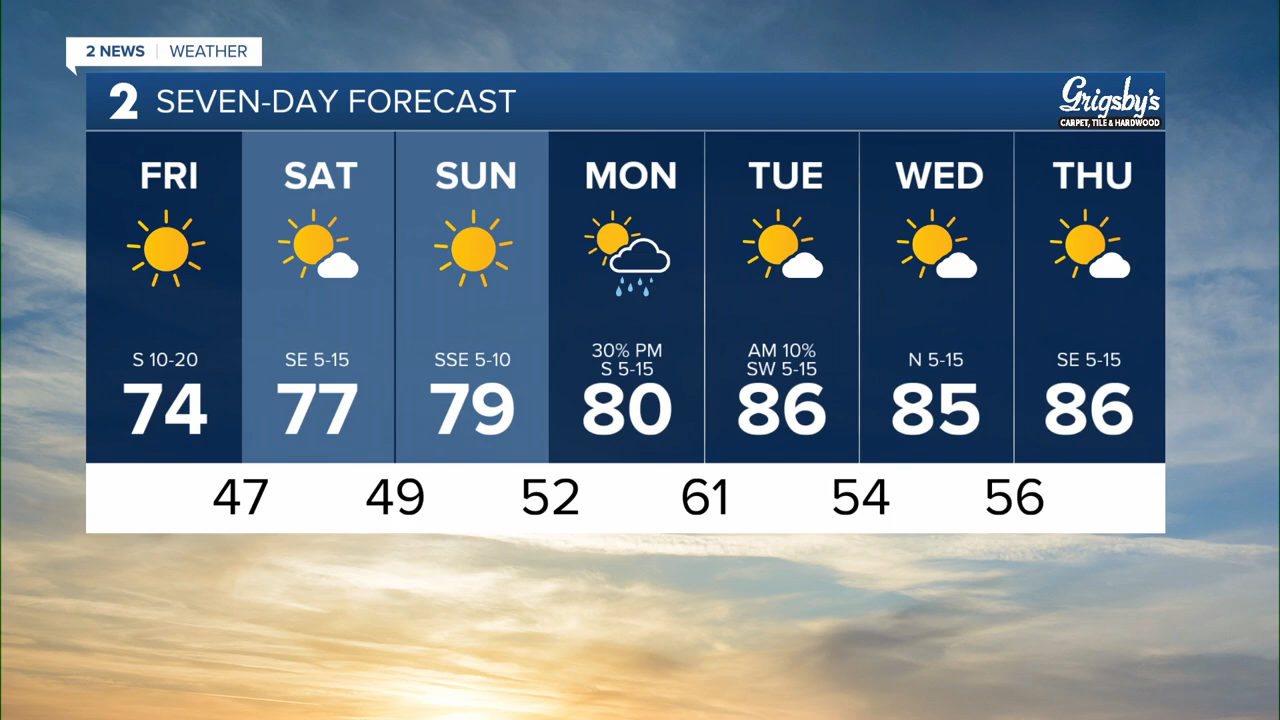 2 NEWS | WEATHER
2 SEVEN-DAY FORECAST
Grigsby's
CARPET, TILE & HARDWOOD
FRI SAT SUN MON TUE WED THU
S 10-20 SE 5-15 SSE 5-10 30% PM AM 10% N 5-15 SE 5-15
S 5-15 SW 5-15
74 77 79 80 86 85 86
47 49 52 61 54 56